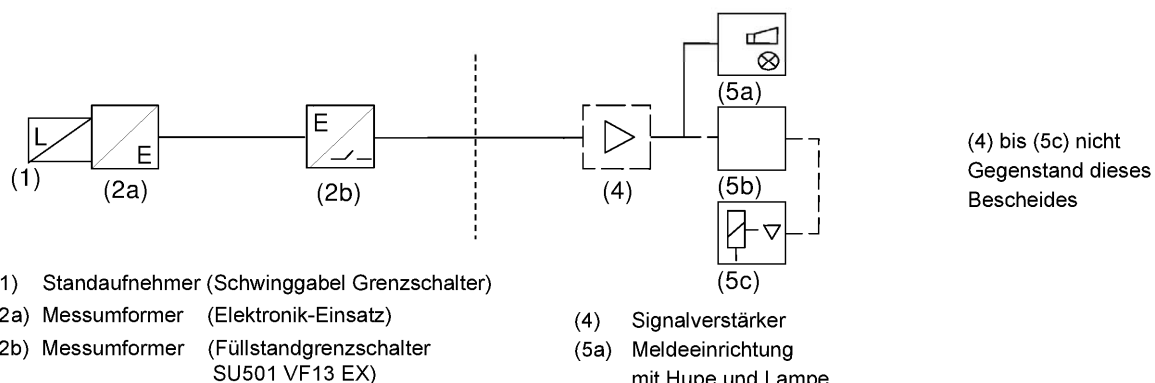 L
E
E
(1)
(2a)
(2b)
(4)
(5a)
(5b)
(5c)
(4) bis (5c) nicht
Gegenstand dieses
Bescheides
1) Standaufnehmer (Schwinggabel Grenzschalter)
2a) Messumformer (Elektronik-Einsatz)
2b) Messumformer (Füllstandgrenzschalter
SU501 VF13 EX)
(4) Signalverstärker
(5a) Meldeeinrichtung
mit Hupe und Lampe